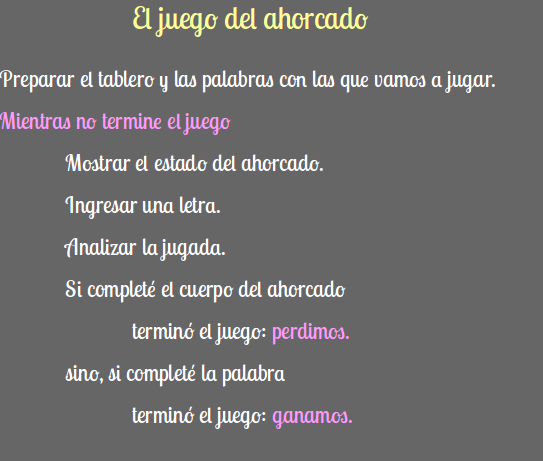 El juego del ahorcado
Preparar el tablero y las palabras con las que vamos a jugar.
Mientras no termine el juego
Mostrar el estado del ahorcado.
Ingresar una letra.
Analizar la jugada.
Si completé el cuerpo del ahorcado
terminó el juego: perdimos.
sino, si completé la palabra
terminó el juego: ganamos.